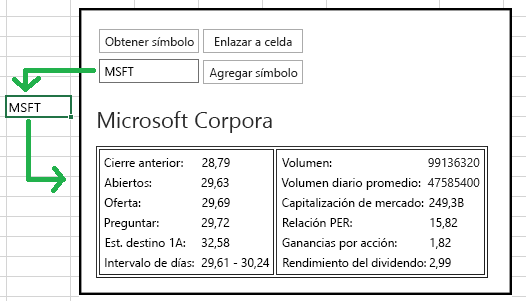 Obtener símbolo Enlazar a celda
MSFT Agregar símbolo
MSFT
Microsoft Corpora
Cierre anterior: 28,79 Volumen: 99136320
Abiertos: 29,63 Volumen diario promedio: 47585400
Oferta: 29,69 Capitalización de mercado: 249,3B
Preguntar: 29,72 Relación PER: 15,82
Est. destino 1A: 32,58 Ganancias por acción: 1,82
Intervalo de días: 29,61 - 30,24 Rendimiento del dividendo: 2,99